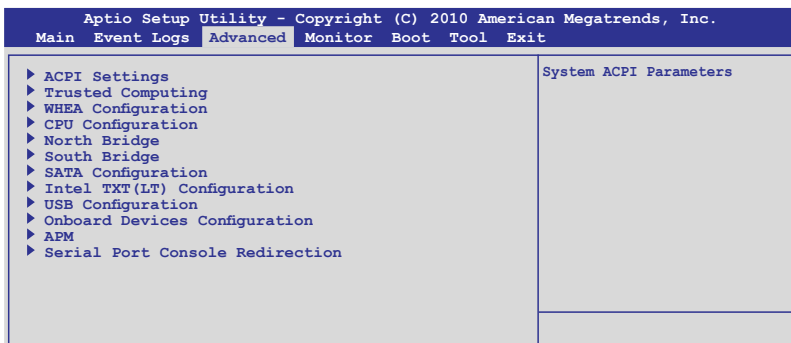 Aptio Setup Utility - Copyright (C) 2010 American Megatrends, Inc.
Main Event Logs Advanced Monitor Boot Tool Exit
ACPI Settings
Trusted Computing
WHEA Configuration
CPU Configuration
North Bridge
South Bridge
SATA Configuration
Intel TXT(LT) Configuration
USB Configuration
Onboard Devices Configuration
APM
Serial Port Console Redirection
System ACPI Parameters